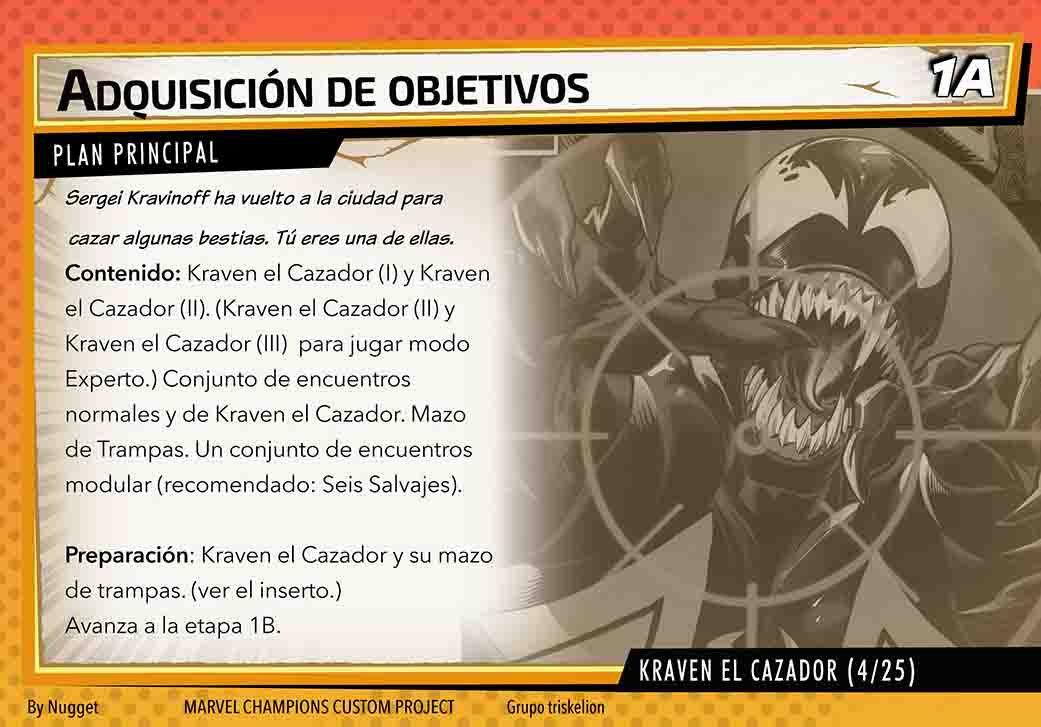 ADQUISICIÓN DE OBJETIVOS
1A
PLAN PRINCIPAL
Sergei Kravinoff ha vuelto a la ciudad para
cazar algunas bestias. Tú eres una de ellas.
Contenido: Kraven el Cazador (I) y Kraven
el Cazador (II). (Kraven el Cazador (II) y
Kraven el Cazador (III) para jugar modo
Experto.) Conjunto de encuentros
normales y de Kraven el Cazador. Mazo
de Trampas. Un conjunto de encuentros
modular (recomendado: Seis Salvajes).
Preparación: Kraven el Cazador y su mazo
de trampas. (ver el inserto.)
Avanza a la etapa 1B.
KRAVEN EL CAZADOR (4/25)
By Nugget MARVEL CHAMPIONS CUSTOM PROJECT Grupo triskelion